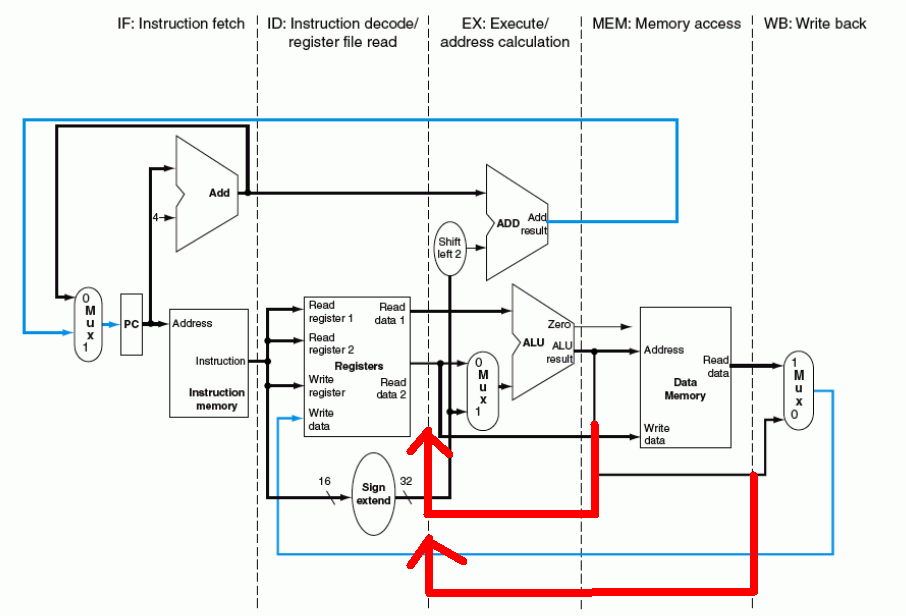 IF: Instruction fetch
ID: Instruction decode/
register file read
EX: Execute/
address calculation
MEM: Memory access
WB: Write back
Add
4
ADD
Add
result
Shift
left 2
0
M
u
x
1
PC
Address
Instruction
Instruction
memory
Read
register 1
Read
register 2
Write
register
Write
data
Registers
Read
data 1
Read
data 2
0
M
u
x
1
Zero
ALU
ALU
result
Address
Read
data
Data
Memory
Write
data
1
M
u
x
0
16
Sign
extend
32